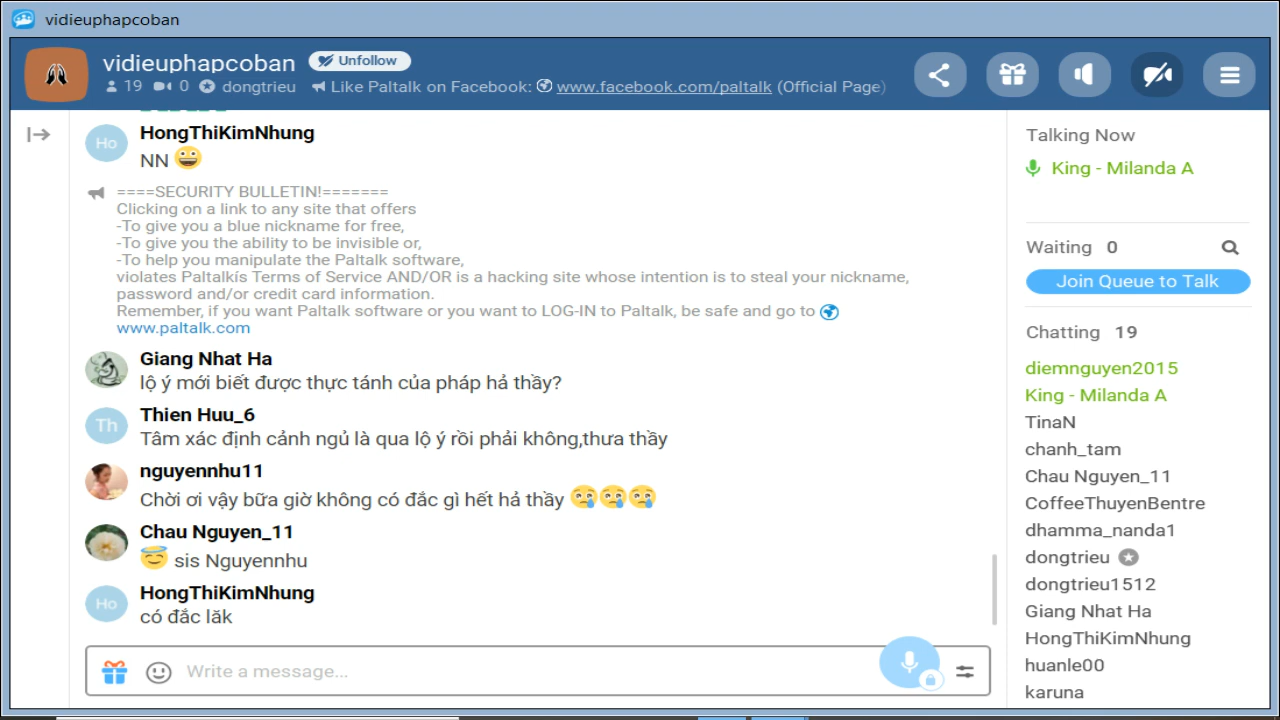 vidieuphapcoban
vidieuphapcoban Unfollow
19 0 dongtrieu Like Paltalk on Facebook: www.facebook.com/paltalk (Official Page)
Ho HongThiKimNhung
NN
====SECURITY BULLETIN!=======
Clicking on a link to any site that offers
-To give you a blue nickname for free,
-To give you the ability to be invisible or,
-To help you manipulate the Paltalk software,
violates Paltalkís Terms of Service AND/OR is a hacking site whose intention is to steal your nickname,
password and/or credit card information.
Remember, if you want Paltalk software or you want to LOG-IN to Paltalk, be safe and go to
www.paltalk.com
Giang Nhat Ha
lộ ý mới biết được thực tánh của pháp hả thầy?
Th Thien Huu_6
Tâm xác định cảnh ngủ là qua lộ ý rồi phải không,thưa thầy
nguyennhu11
Chời ơi vậy bữa giờ không có đắc gì hết hả thầy
Chau Nguyen_11
sis Nguyennhu
Ho HongThiKimNhung
có đắc lăk
Write a message...
Talking Now
King - Milanda A
Waiting 0
Join Queue to Talk
Chatting 19
diemnguyen2015
King - Milanda A
TinaN
chanh_tam
Chau Nguyen_11
CoffeeThuyenBentre
dhamma_nanda1
dongtrieu
dongtrieu1512
Giang Nhat Ha
HongThiKimNhung
huanle00
karuna